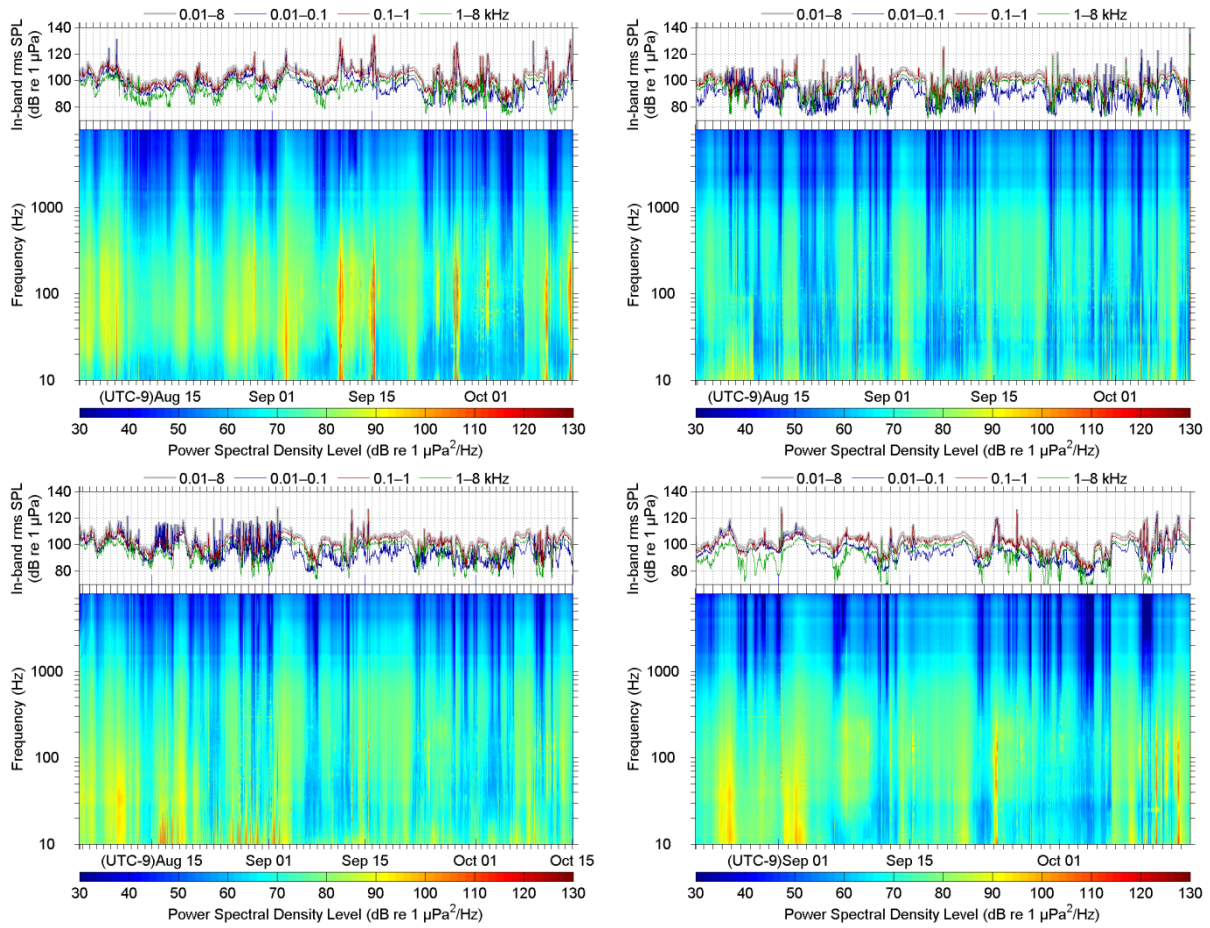 0.01–8 0.01–0.1 0.1–1 1–8 kHz
In-band rms SPL
(dB re 1 µPa)
140
120
100
80
Frequency (Hz)
1000
100
10
(UTC-9)Aug 15 Sep 01 Sep 15 Oct 01
30 40 50 60 70 80 90 100 110 120 130
Power Spectral Density Level (dB re 1 µPa²/Hz)
0.01–8 0.01–0.1 0.1–1 1–8 kHz
In-band rms SPL
(dB re 1 µPa)
140
120
100
80
Frequency (Hz)
1000
100
10
(UTC-9)Aug 15 Sep 01 Sep 15 Oct 01
30 40 50 60 70 80 90 100 110 120 130
Power Spectral Density Level (dB re 1 µPa²/Hz)
0.01–8 0.01–0.1 0.1–1 1–8 kHz
In-band rms SPL
(dB re 1 µPa)
140
120
100
80
Frequency (Hz)
1000
100
10
(UTC-9)Aug 15 Sep 01 Sep 15 Oct 01 Oct 15
30 40 50 60 70 80 90 100 110 120 130
Power Spectral Density Level (dB re 1 µPa²/Hz)
0.01–8 0.01–0.1 0.1–1 1–8 kHz
In-band rms SPL
(dB re 1 µPa)
140
120
100
80
Frequency (Hz)
1000
100
10
(UTC-9)Sep 01 Sep 15 Oct 01
30 40 50 60 70 80 90 100 110 120 130
Power Spectral Density Level (dB re 1 µPa²/Hz)